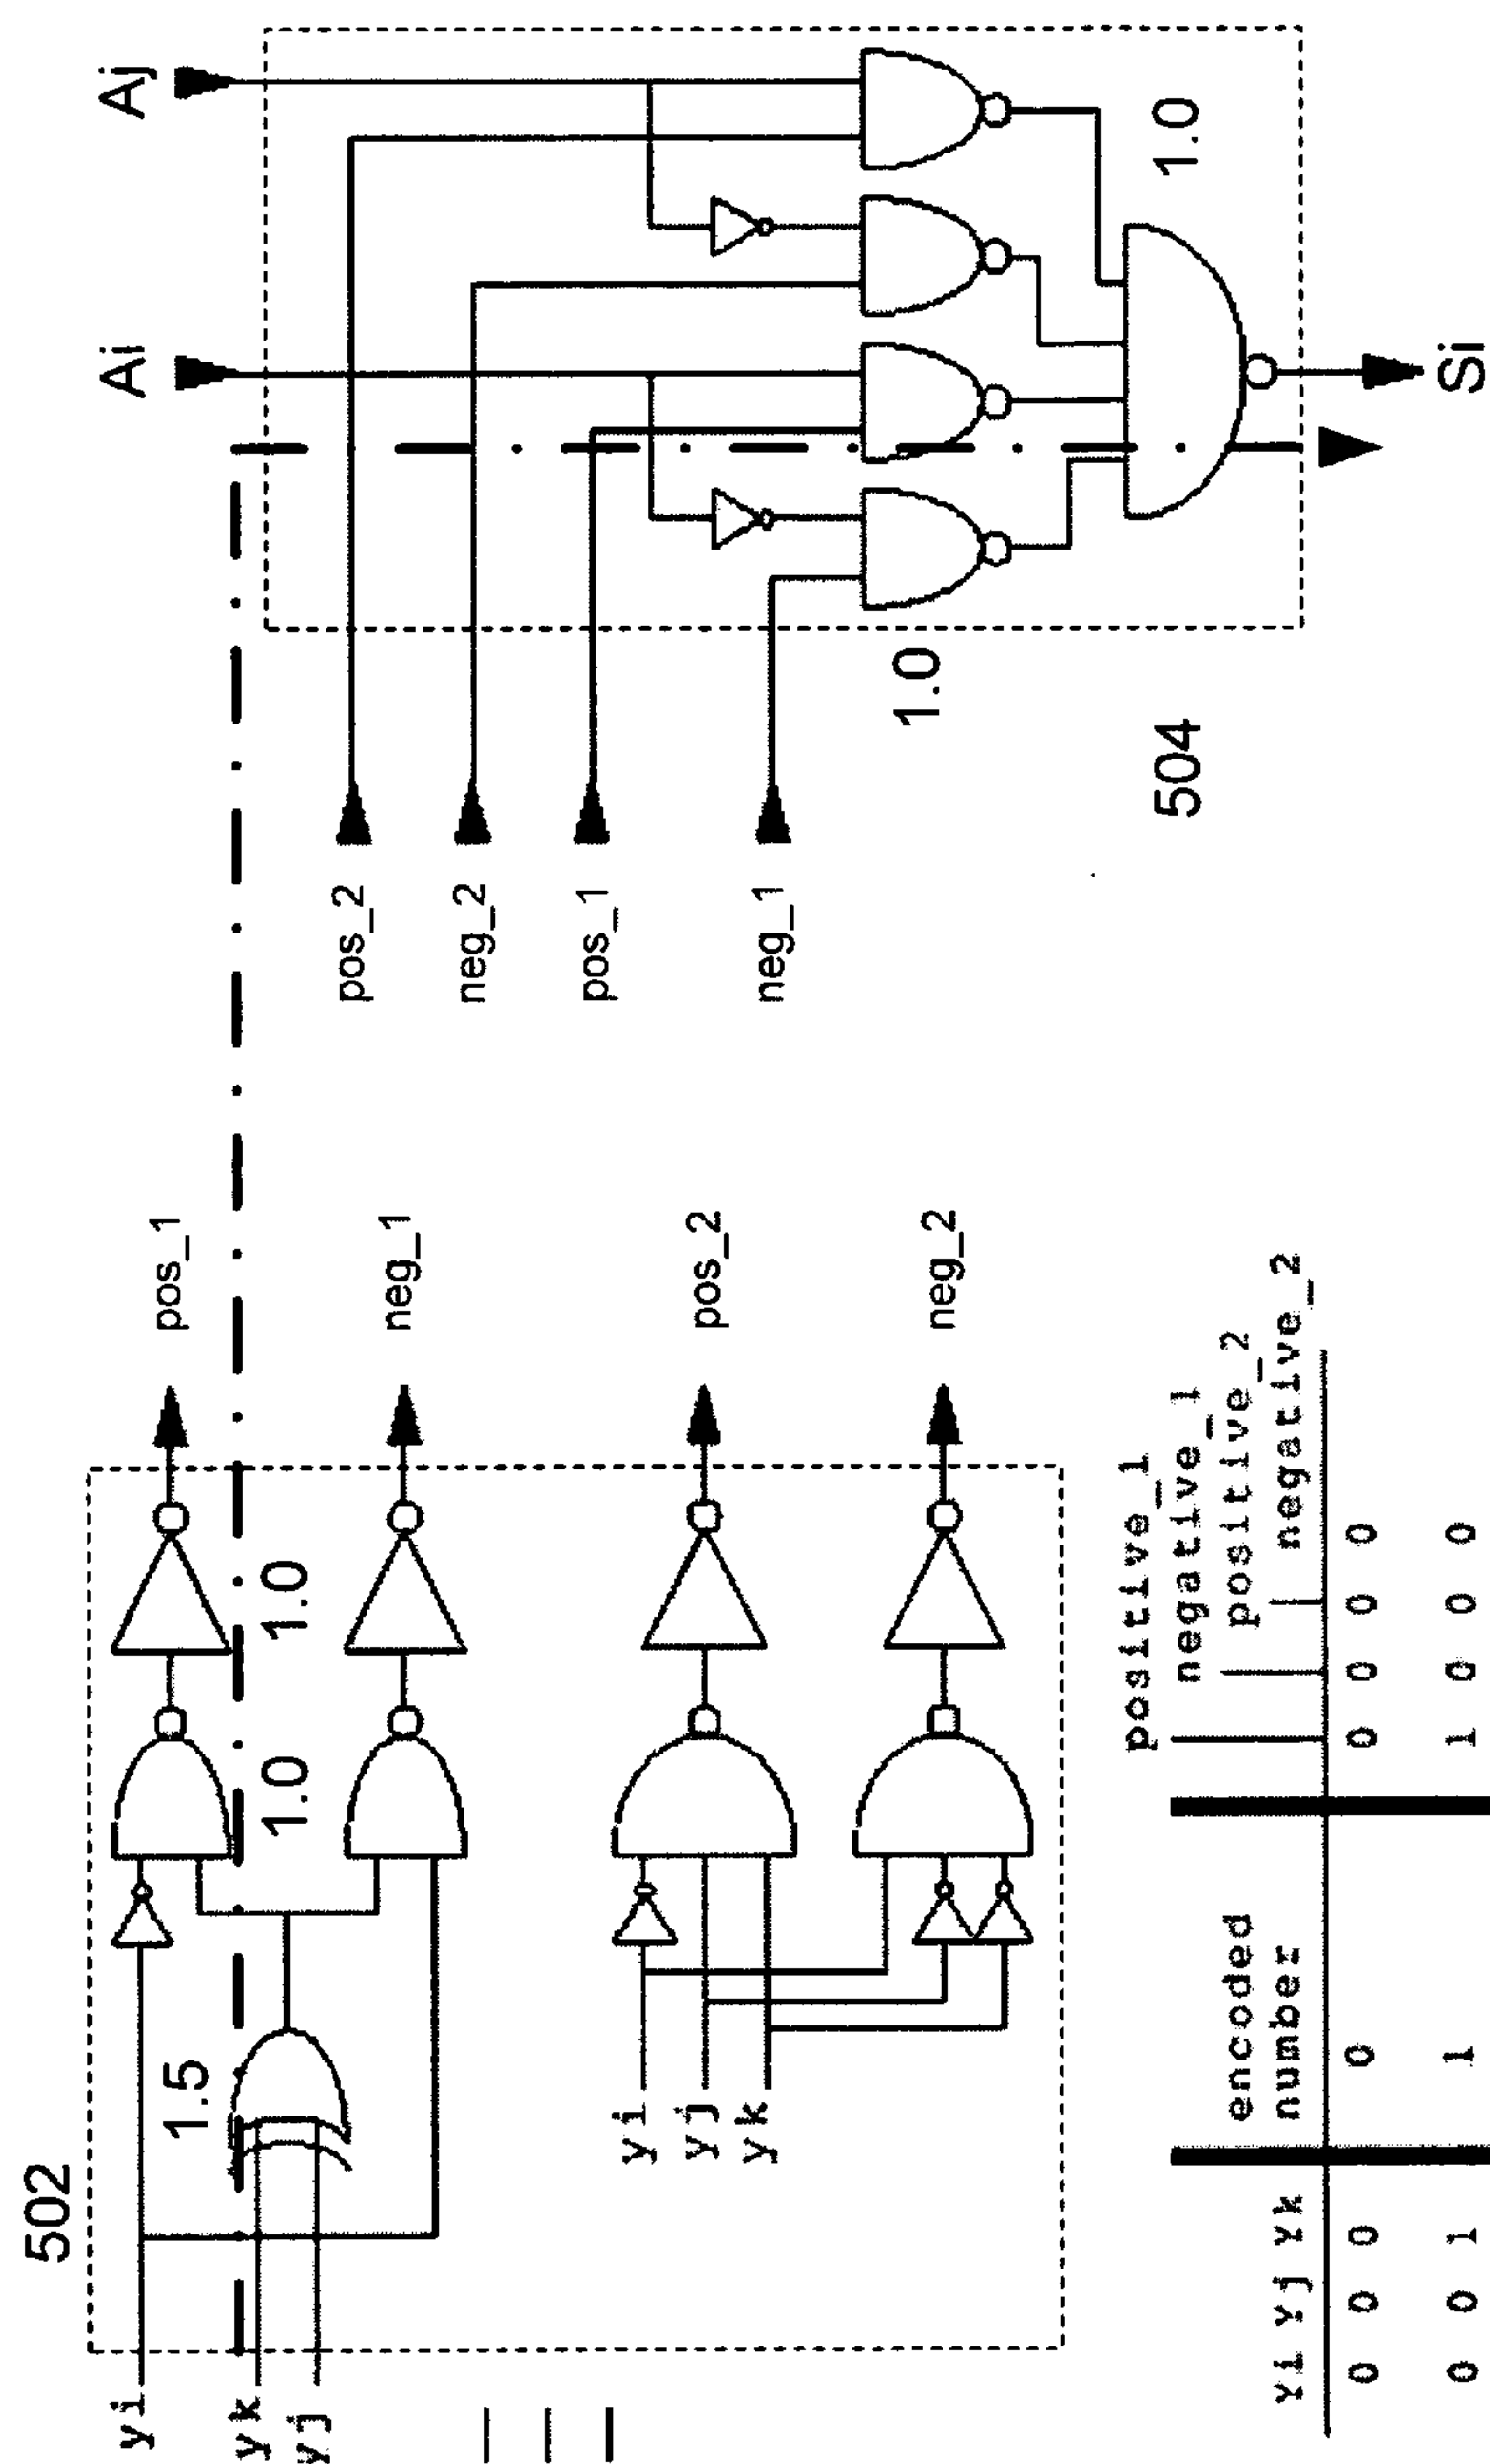 502
yi
yk
yj
1.5
1.0
1.0
pos_1
neg_1
yi
yj
yk
pos_2
neg_2
pos_2
neg_2
pos_1
neg_1
Ai
Aj
1.0
1.0
504
Si
yi yj yk
encoded
number
positive_1
negative_1
positive_2
negative_2
0 0 0 0 0 0 0 0
0 0 1 1 1 0 0 0